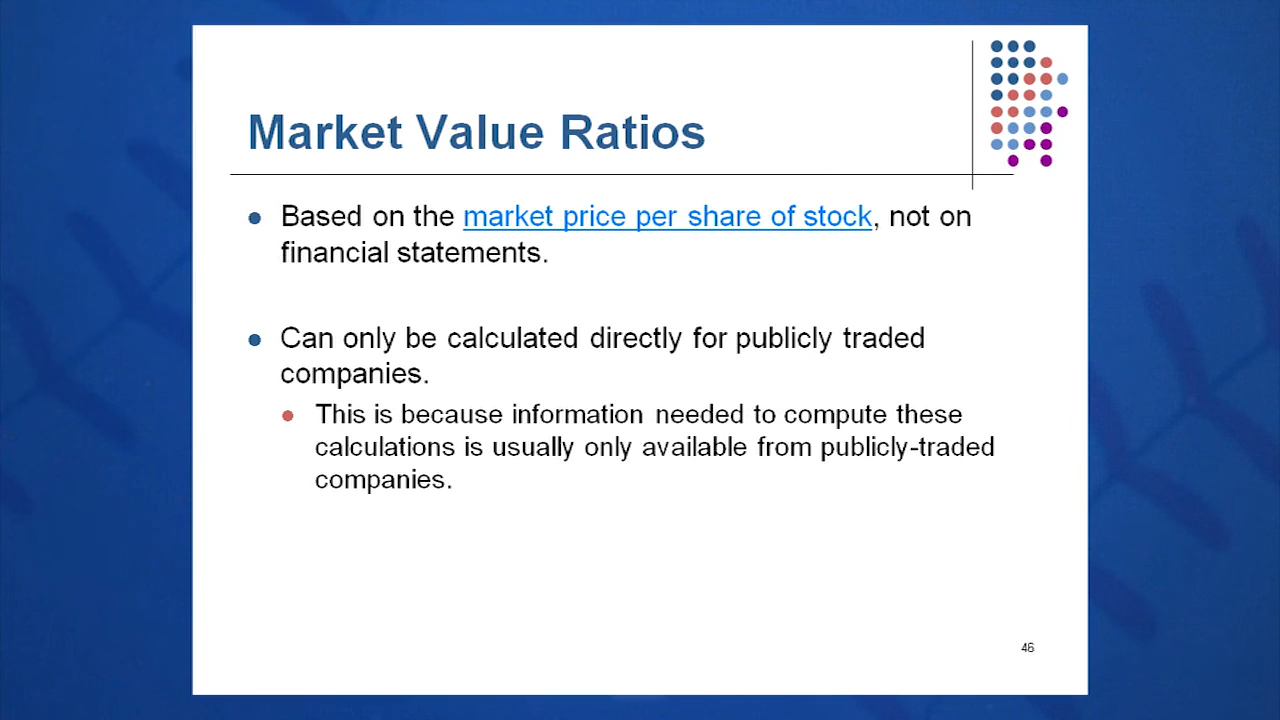 Market Value Ratios
Based on the market price per share of stock, not on
financial statements.
Can only be calculated directly for publicly traded
companies.
This is because information needed to compute these
calculations is usually only available from publicly-traded
companies.
46